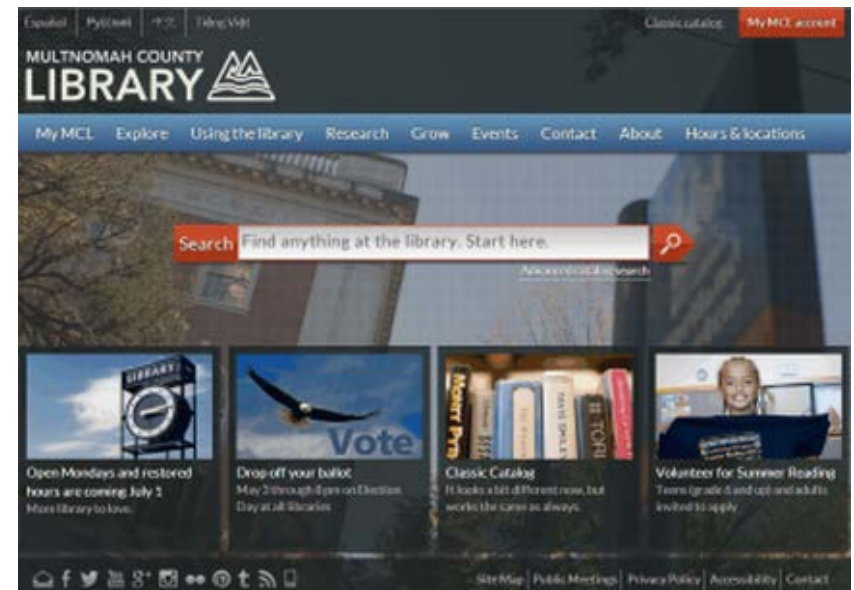 Español | Русский | 中文 | Tiếng Việt
Classic catalog My MCL account
MULTNOMAH COUNTY
LIBRARY
My MCL Explore Using the library Research Grow Events Contact About Hours & locations
Search Find anything at the library. Start here.
Advanced catalog search
LIBRARY
Vote
Open Mondays and restored
hours are coming July 1
More library to love.
Drop off your ballot
May 2 through 8 pm on Election
Day at all libraries
Classic Catalog
It looks a bit different now, but
works the same as always.
Volunteer for Summer Reading
Teens (grade 6 and up) and adults
invited to apply
Site Map | Public Meetings | Privacy Policy | Accessibility | Contact